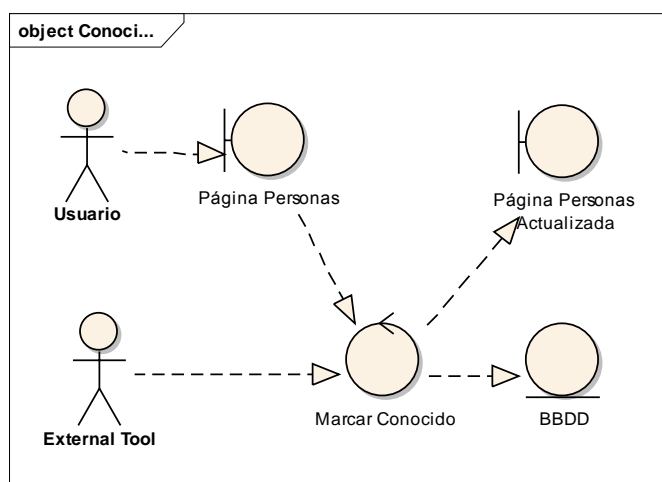 object Conoci...
Usuario
Página Personas
Página Personas
Actualizada
External Tool
Marcar Conocido
BBDD